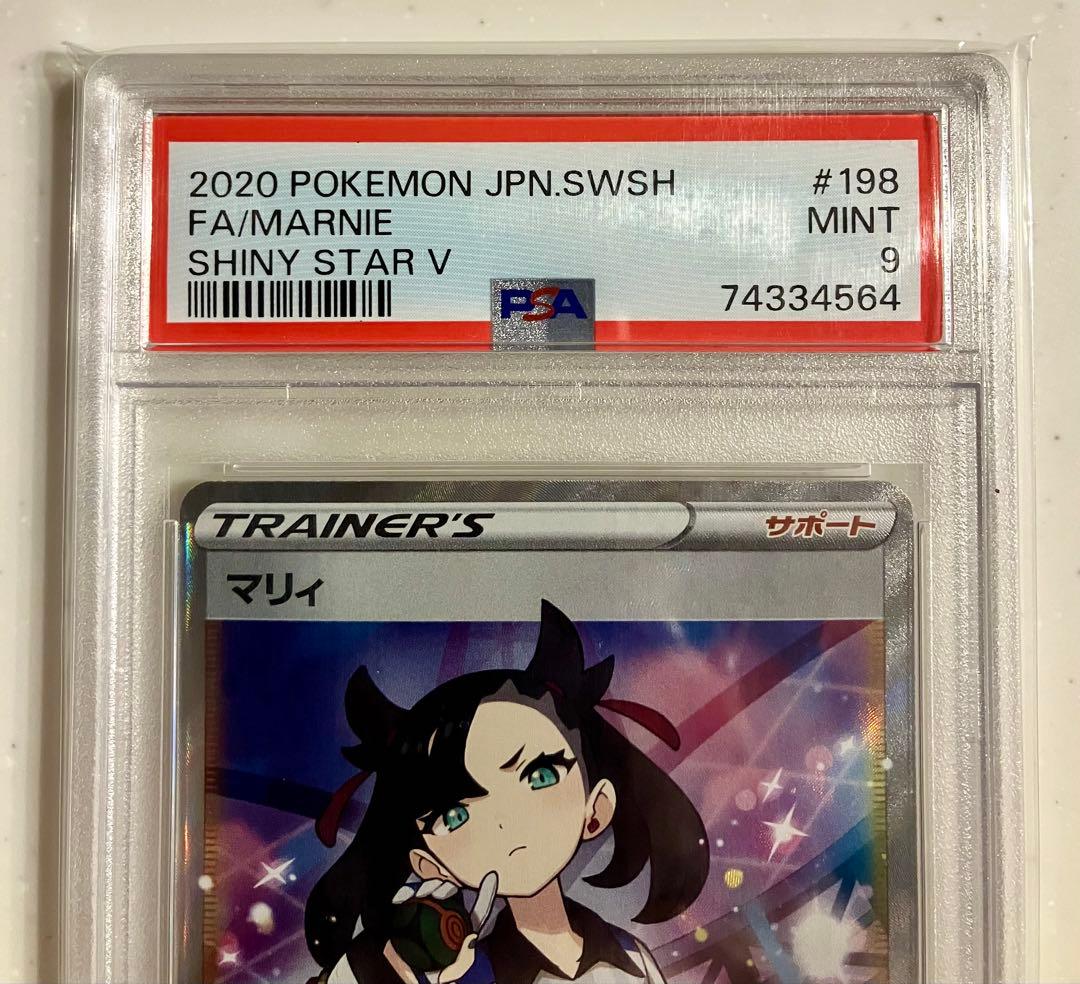 2020 POKEMON JPN.SWSH #198
FA/MARNIE MINT
SHINY STAR V 9
PSA 74334564
TRAINER'S サポート
マリィ